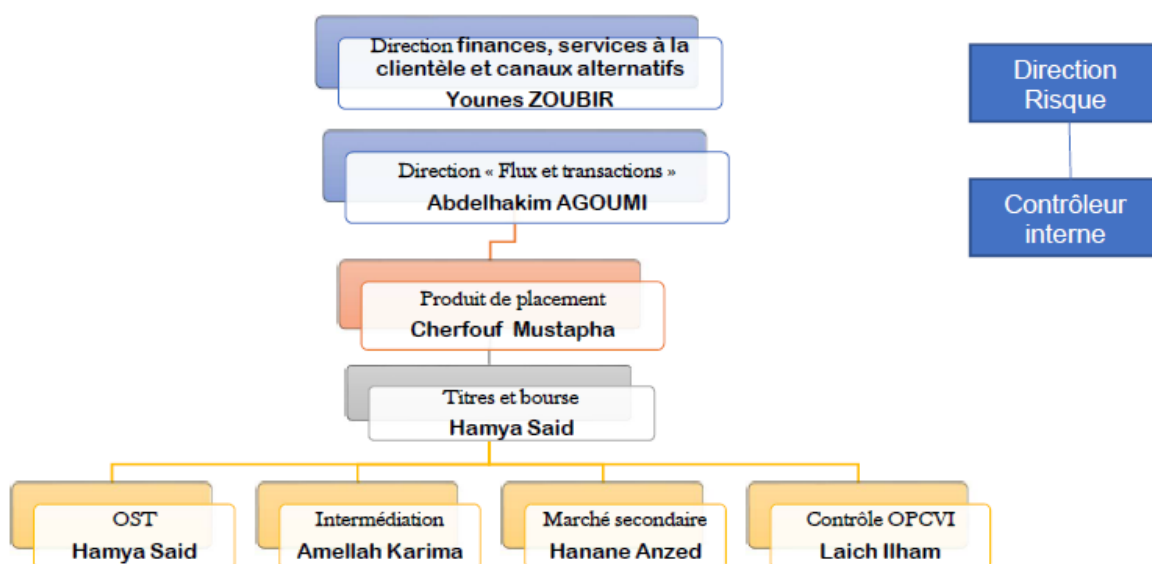 Direction finances, services à la
clientèle et canaux alternatifs
Younes ZOUBIR
Direction
Risque
Direction « Flux et transactions »
Abdelhakim AGOUMI
Contrôleur
interne
Produit de placement
Cherfouf Mustapha
Titres et bourse
Hamya Said
OST
Hamya Said
Intermédiation
Amellah Karima
Marché secondaire
Hanane Anzed
Contrôle OPCVI
Laich Ilham